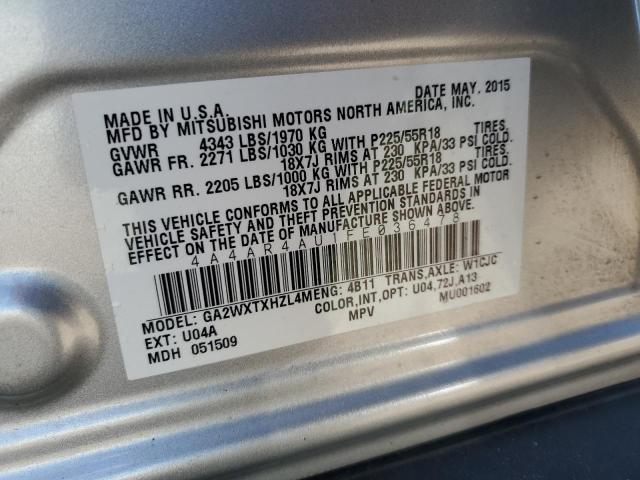 MADE IN U.S.A. DATE MAY. 2015
MFD BY MITSUBISHI MOTORS NORTH AMERICA, INC.
GVWR 4343 LBS/1970 KG
GAWR FR. 2271 LBS/1030 KG WITH P225/55R18 TIRES,
18X7J RIMS AT 230 KPA/33 PSI COLD.
GAWR RR. 2205 LBS/1000 KG WITH P225/55R18 TIRES,
18X7J RIMS AT 230 KPA/33 PSI COLD.
THIS VEHICLE CONFORMS TO ALL APPLICABLE FEDERAL MOTOR
VEHICLE SAFETY AND THEFT PREVENTION STANDARDS IN
EFFECT ON THE DATE OF MANUFACTURE SHOWN ABOVE.
4A4AR4AU1FE036478
MODEL: GA2WXTXHZL4MENG: 4B11 TRANS,AXLE: W1CJC
EXT: U04A COLOR,INT,OPT: U04,72J,A13
MDH 051509 MPV MU001602